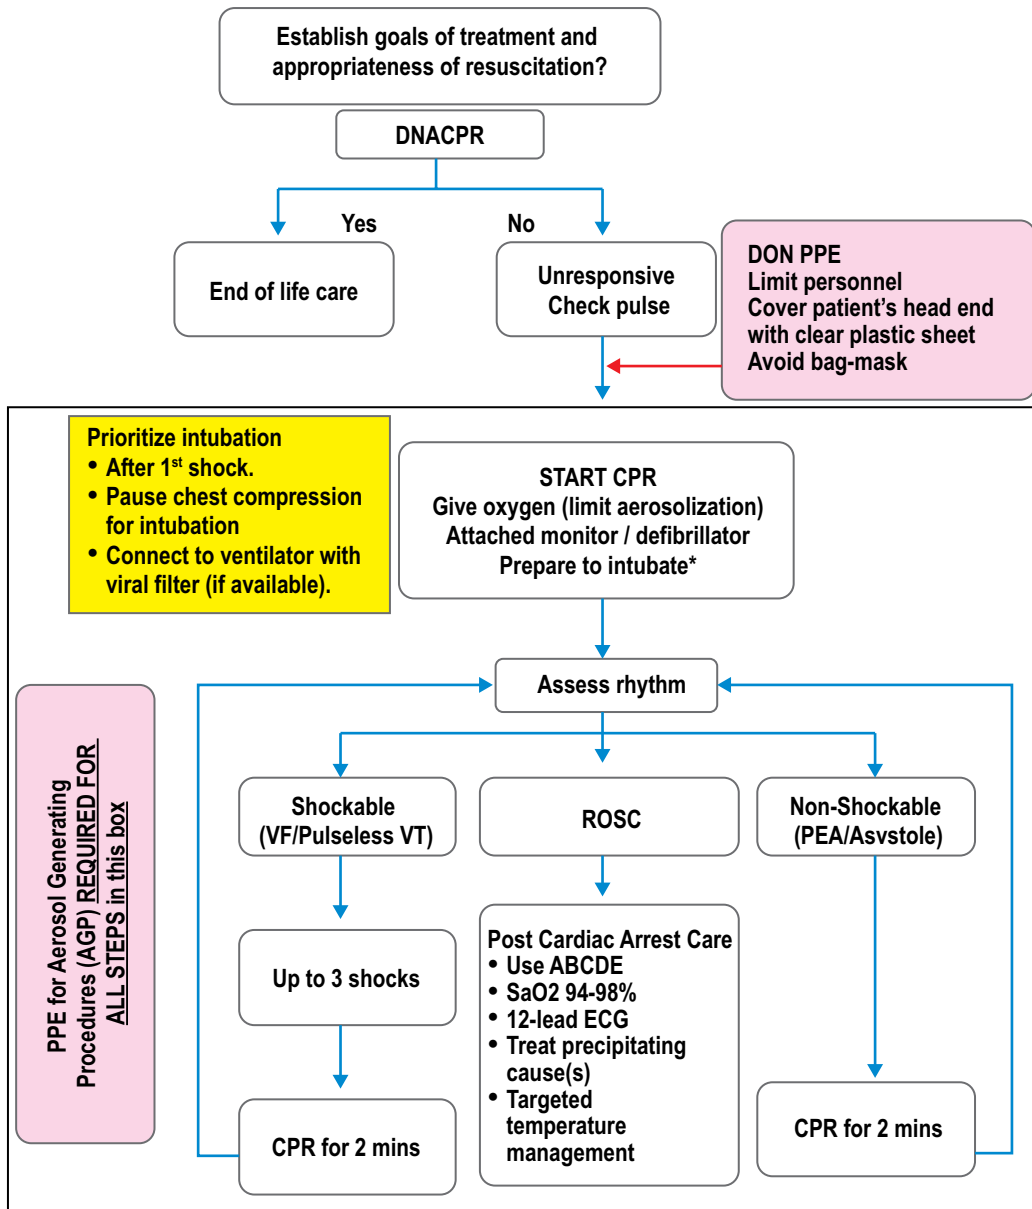 Establish goals of treatment and
appropriateness of resuscitation?
DNACPR
Yes
No
End of life care
Unresponsive
Check pulse
DON PPE
Limit personnel
Cover patient’s head end
with clear plastic sheet
Avoid bag-mask
Prioritize intubation
• After 1st shock.
• Pause chest compression
for intubation
• Connect to ventilator with
viral filter (if available).
START CPR
Give oxygen (limit aerosolization)
Attached monitor / defibrillator
Prepare to intubate*
Assess rhythm
PPE for Aerosol Generating
Procedures (AGP) REQUIRED FOR
ALL STEPS in this box
Shockable
(VF/Pulseless VT)
ROSC
Non-Shockable
(PEA/Asvstole)
Up to 3 shocks
Post Cardiac Arrest Care
• Use ABCDE
• SaO2 94-98%
• 12-lead ECG
• Treat precipitating
cause(s)
• Targeted
temperature
management
CPR for 2 mins
CPR for 2 mins